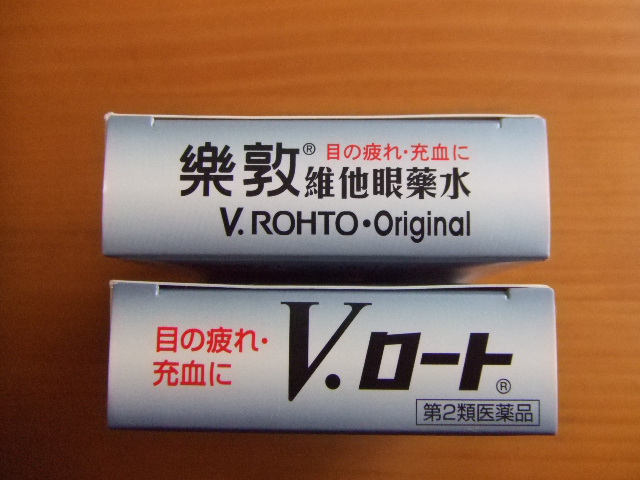 樂敦® 目の疲れ・充血に
維他眼藥水
V. ROHTO・Original
目の疲れ・
充血に
V.ロート®
第2類医薬品